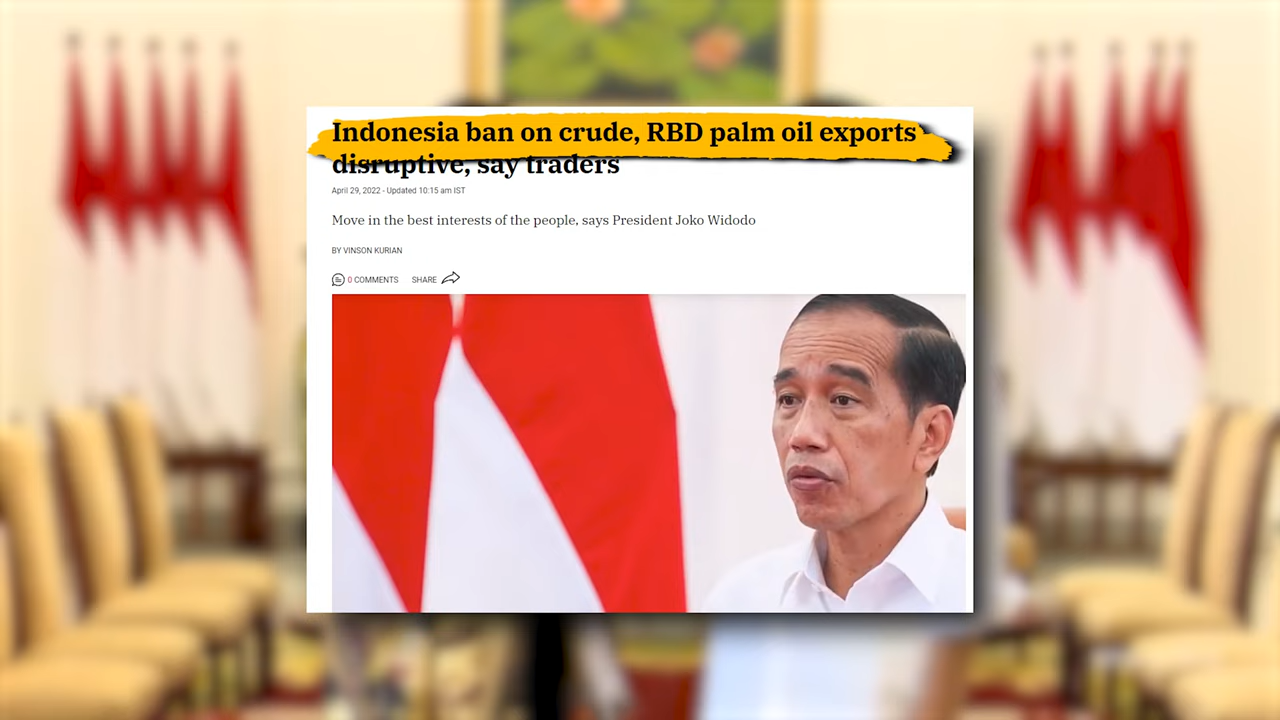 Indonesia ban on crude, RBD palm oil exports
disruptive, say traders
April 29, 2022 - Updated 10:15 am IST
Move in the best interests of the people, says President Joko Widodo
BY VINSON KURIAN
0 COMMENTS SHARE